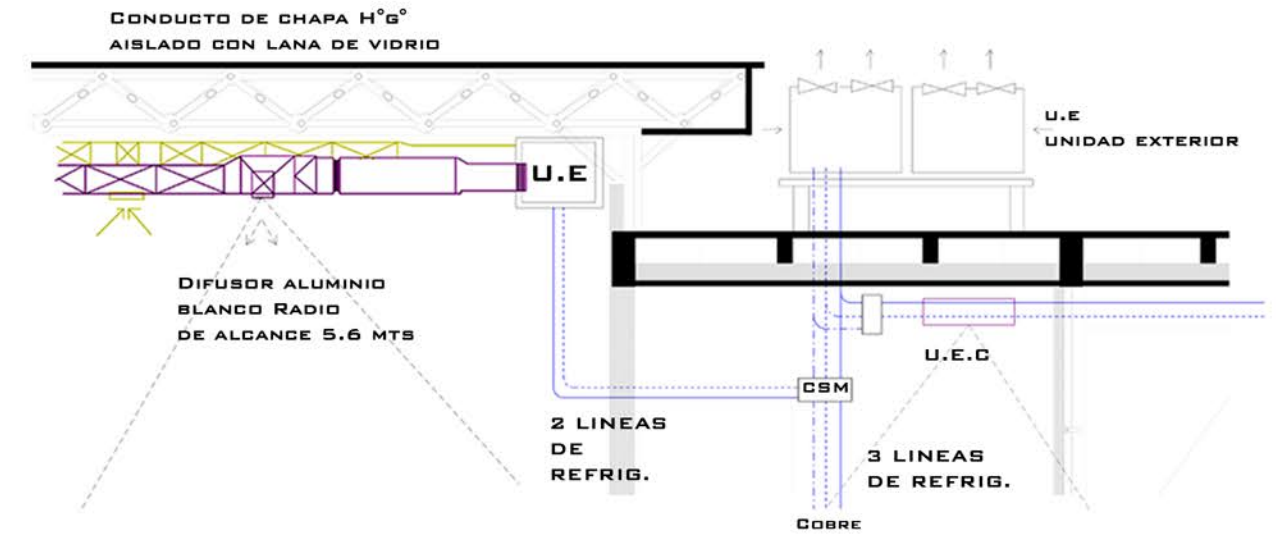 CONDUCTO DE CHAPA H°G°
AISLADO CON LANA DE VIDRIO
U.E
UNIDAD EXTERIOR
U.E
DIFUSOR ALUMINIO
BLANCO RADIO
DE ALCANCE 5.6 MTS
U.E.C
CSM
2 LINEAS
DE
REFRIG.
3 LINEAS
DE REFRIG.
COBRE